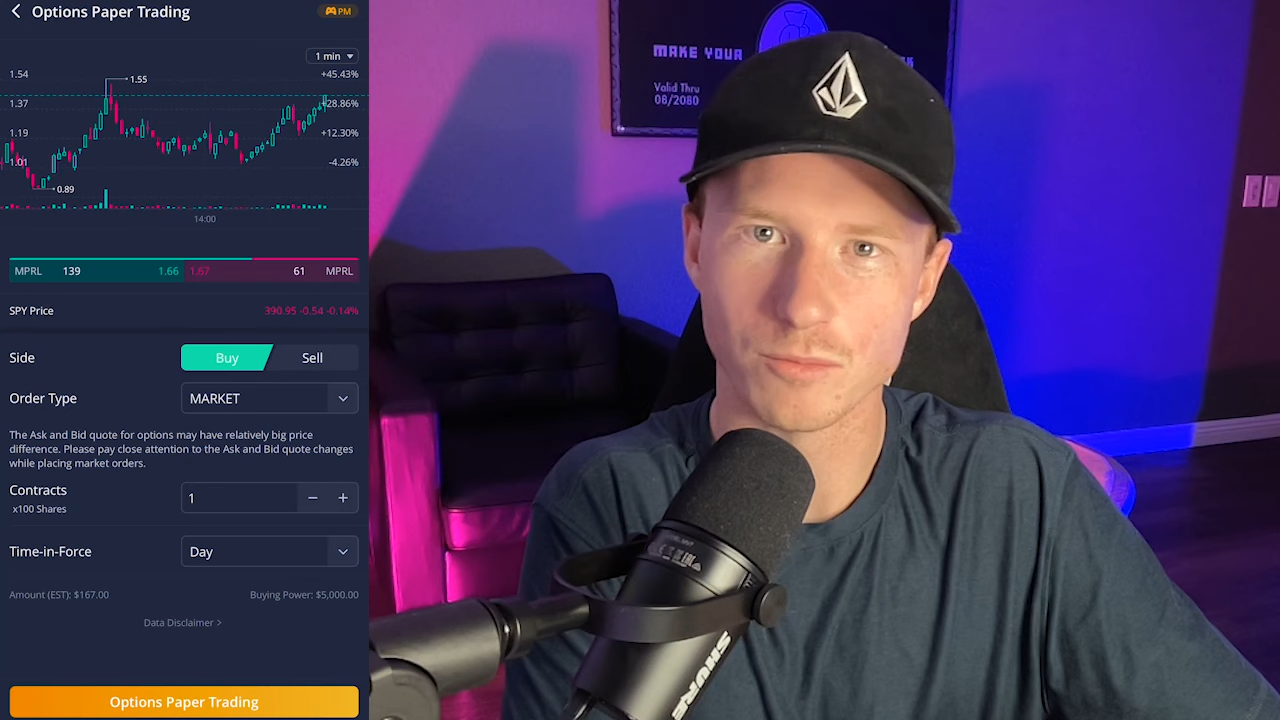 Options Paper Trading
PM
1 min
1.54
1.55
+45.43%
1.37
+28.86%
1.19
+12.30%
1.01
-4.26%
0.89
14:00
MPRL 139 1.66 1.67 61 MPRL
SPY Price 390.95 -0.54 -0.14%
Side Buy Sell
Order Type MARKET
The Ask and Bid quote for options may have relatively big price
difference. Please pay close attention to the Ask and Bid quote changes
while placing market orders.
Contracts 1
x100 Shares
Time-in-Force Day
Amount (EST): $167.00 Buying Power: $5,000.00
Data Disclaimer >
Options Paper Trading
MAKE YOUR
Valid Thru
08/2080
SHURE